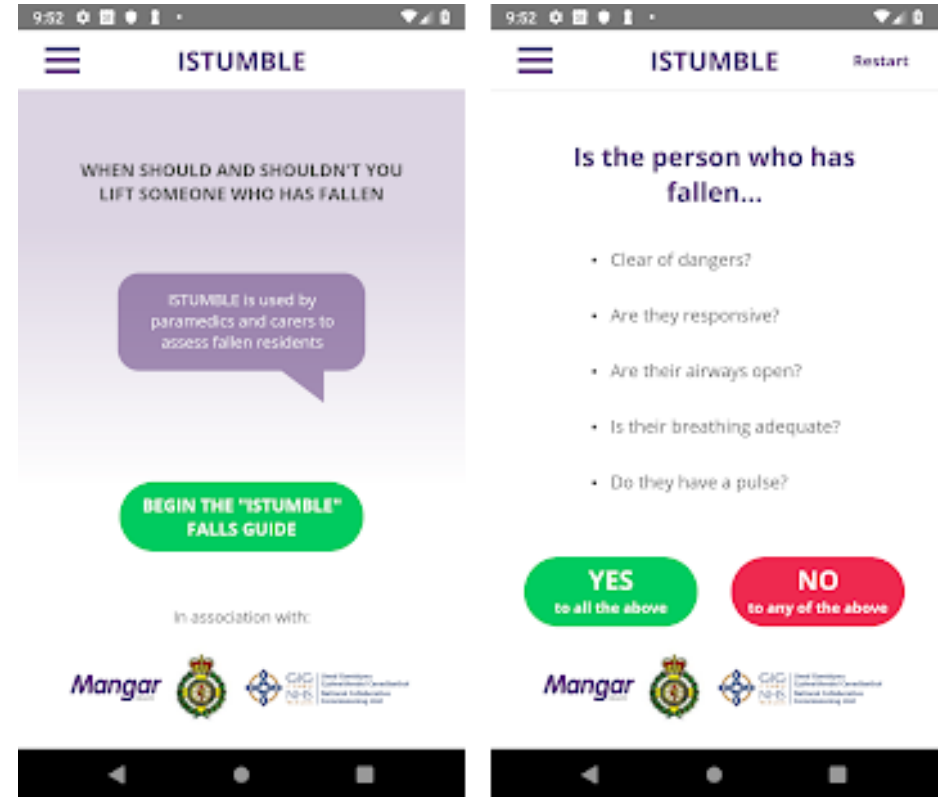 9:52
ISTUMBLE
WHEN SHOULD AND SHOULDN'T YOU
LIFT SOMEONE WHO HAS FALLEN
ISTUMBLE is used by
paramedics and carers to
assess fallen residents
BEGIN THE "ISTUMBLE"
FALLS GUIDE
In association with:
Mangar
GIG
NHS
9:52
ISTUMBLE
Restart
Is the person who has
fallen...
• Clear of dangers?
• Are they responsive?
• Are their airways open?
• Is their breathing adequate?
• Do they have a pulse?
YES
to all the above
NO
to any of the above
Mangar
GIG
NHS